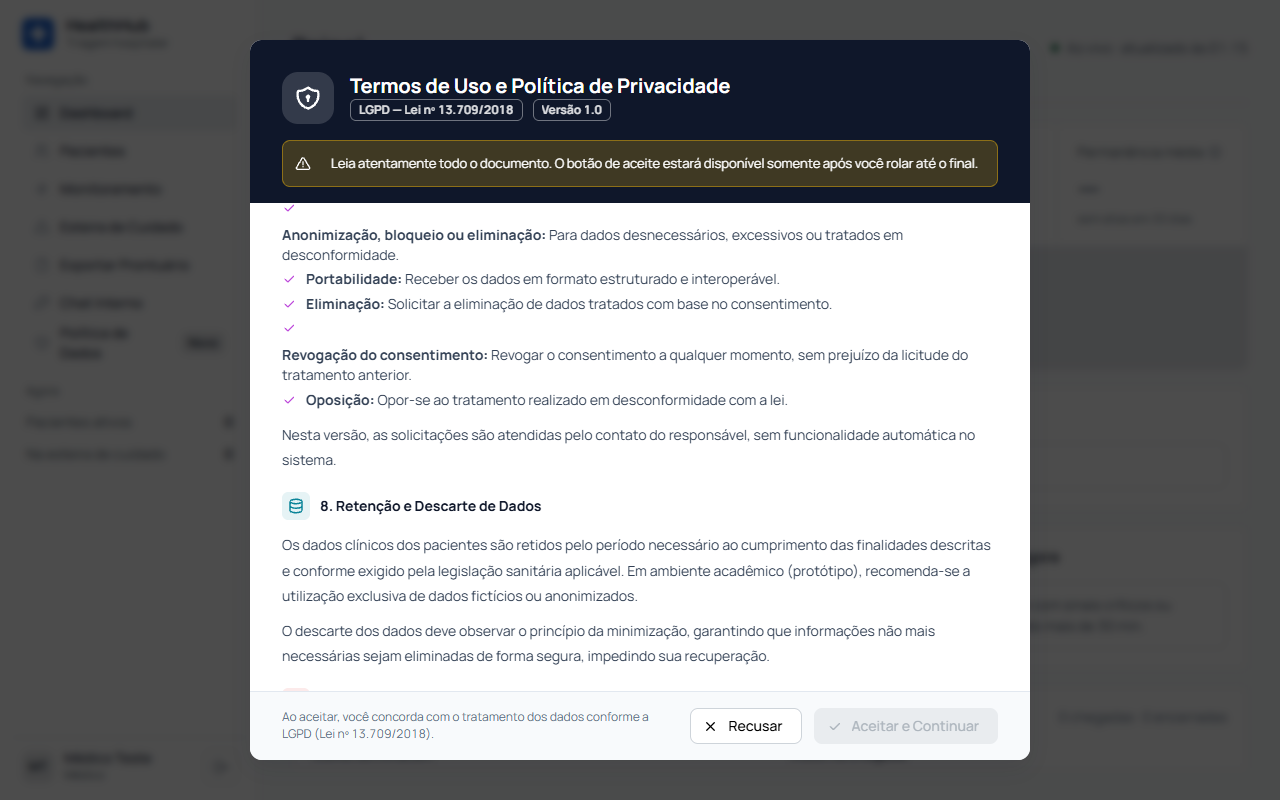 Termos de Uso e Política de Privacidade
LGPD — Lei nº 13.709/2018
Versão 1.0
Leia atentamente todo o documento. O botão de aceite estará disponível somente após você rolar até o final.
Anonimização, bloqueio ou eliminação: Para dados desnecessários, excessivos ou tratados em
desconformidade.
Portabilidade: Receber os dados em formato estruturado e interoperável.
Eliminação: Solicitar a eliminação de dados tratados com base no consentimento.
Revogação do consentimento: Revogar o consentimento a qualquer momento, sem prejuízo da licitude do
tratamento anterior.
Oposição: Opor-se ao tratamento realizado em desconformidade com a lei.
Nesta versão, as solicitações são atendidas pelo contato do responsável, sem funcionalidade automática no
sistema.
8. Retenção e Descarte de Dados
Os dados clínicos dos pacientes são retidos pelo período necessário ao cumprimento das finalidades descritas
e conforme exigido pela legislação sanitária aplicável. Em ambiente acadêmico (protótipo), recomenda-se a
utilização exclusiva de dados fictícios ou anonimizados.
O descarte dos dados deve observar o princípio da minimização, garantindo que informações não mais
necessárias sejam eliminadas de forma segura, impedindo sua recuperação.
Ao aceitar, você concorda com o tratamento dos dados conforme a
LGPD (Lei nº 13.709/2018).
Recusar
Aceitar e Continuar
HealthHub
Dashboard
Pacientes
Monitoramento
Exportar Prontuário
Chat Interno